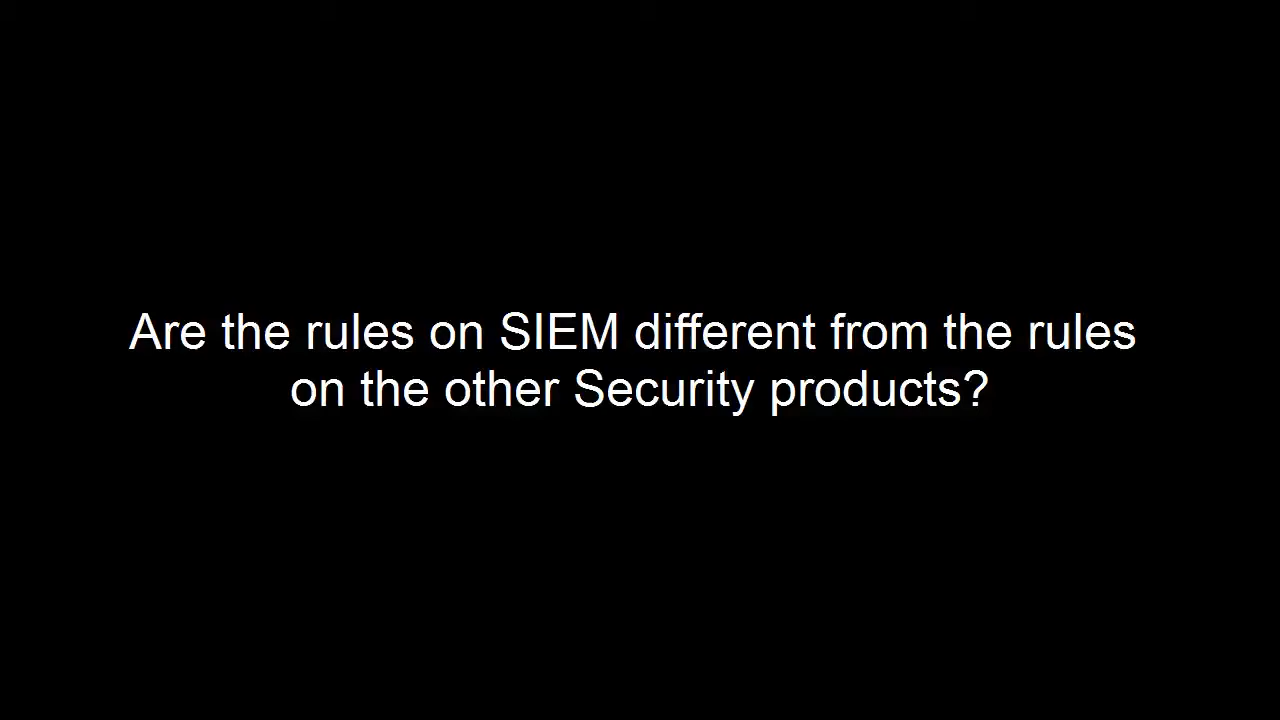 Are the rules on SIEM different from the rules
on the other Security products?